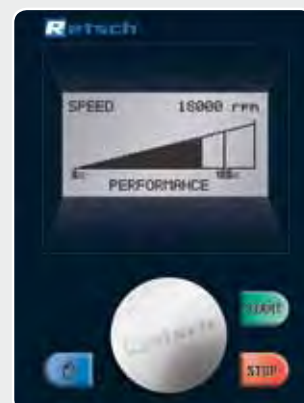 Retsch
SPEED 18000 rpm
0% 100%
PERFORMANCE
START
STOP